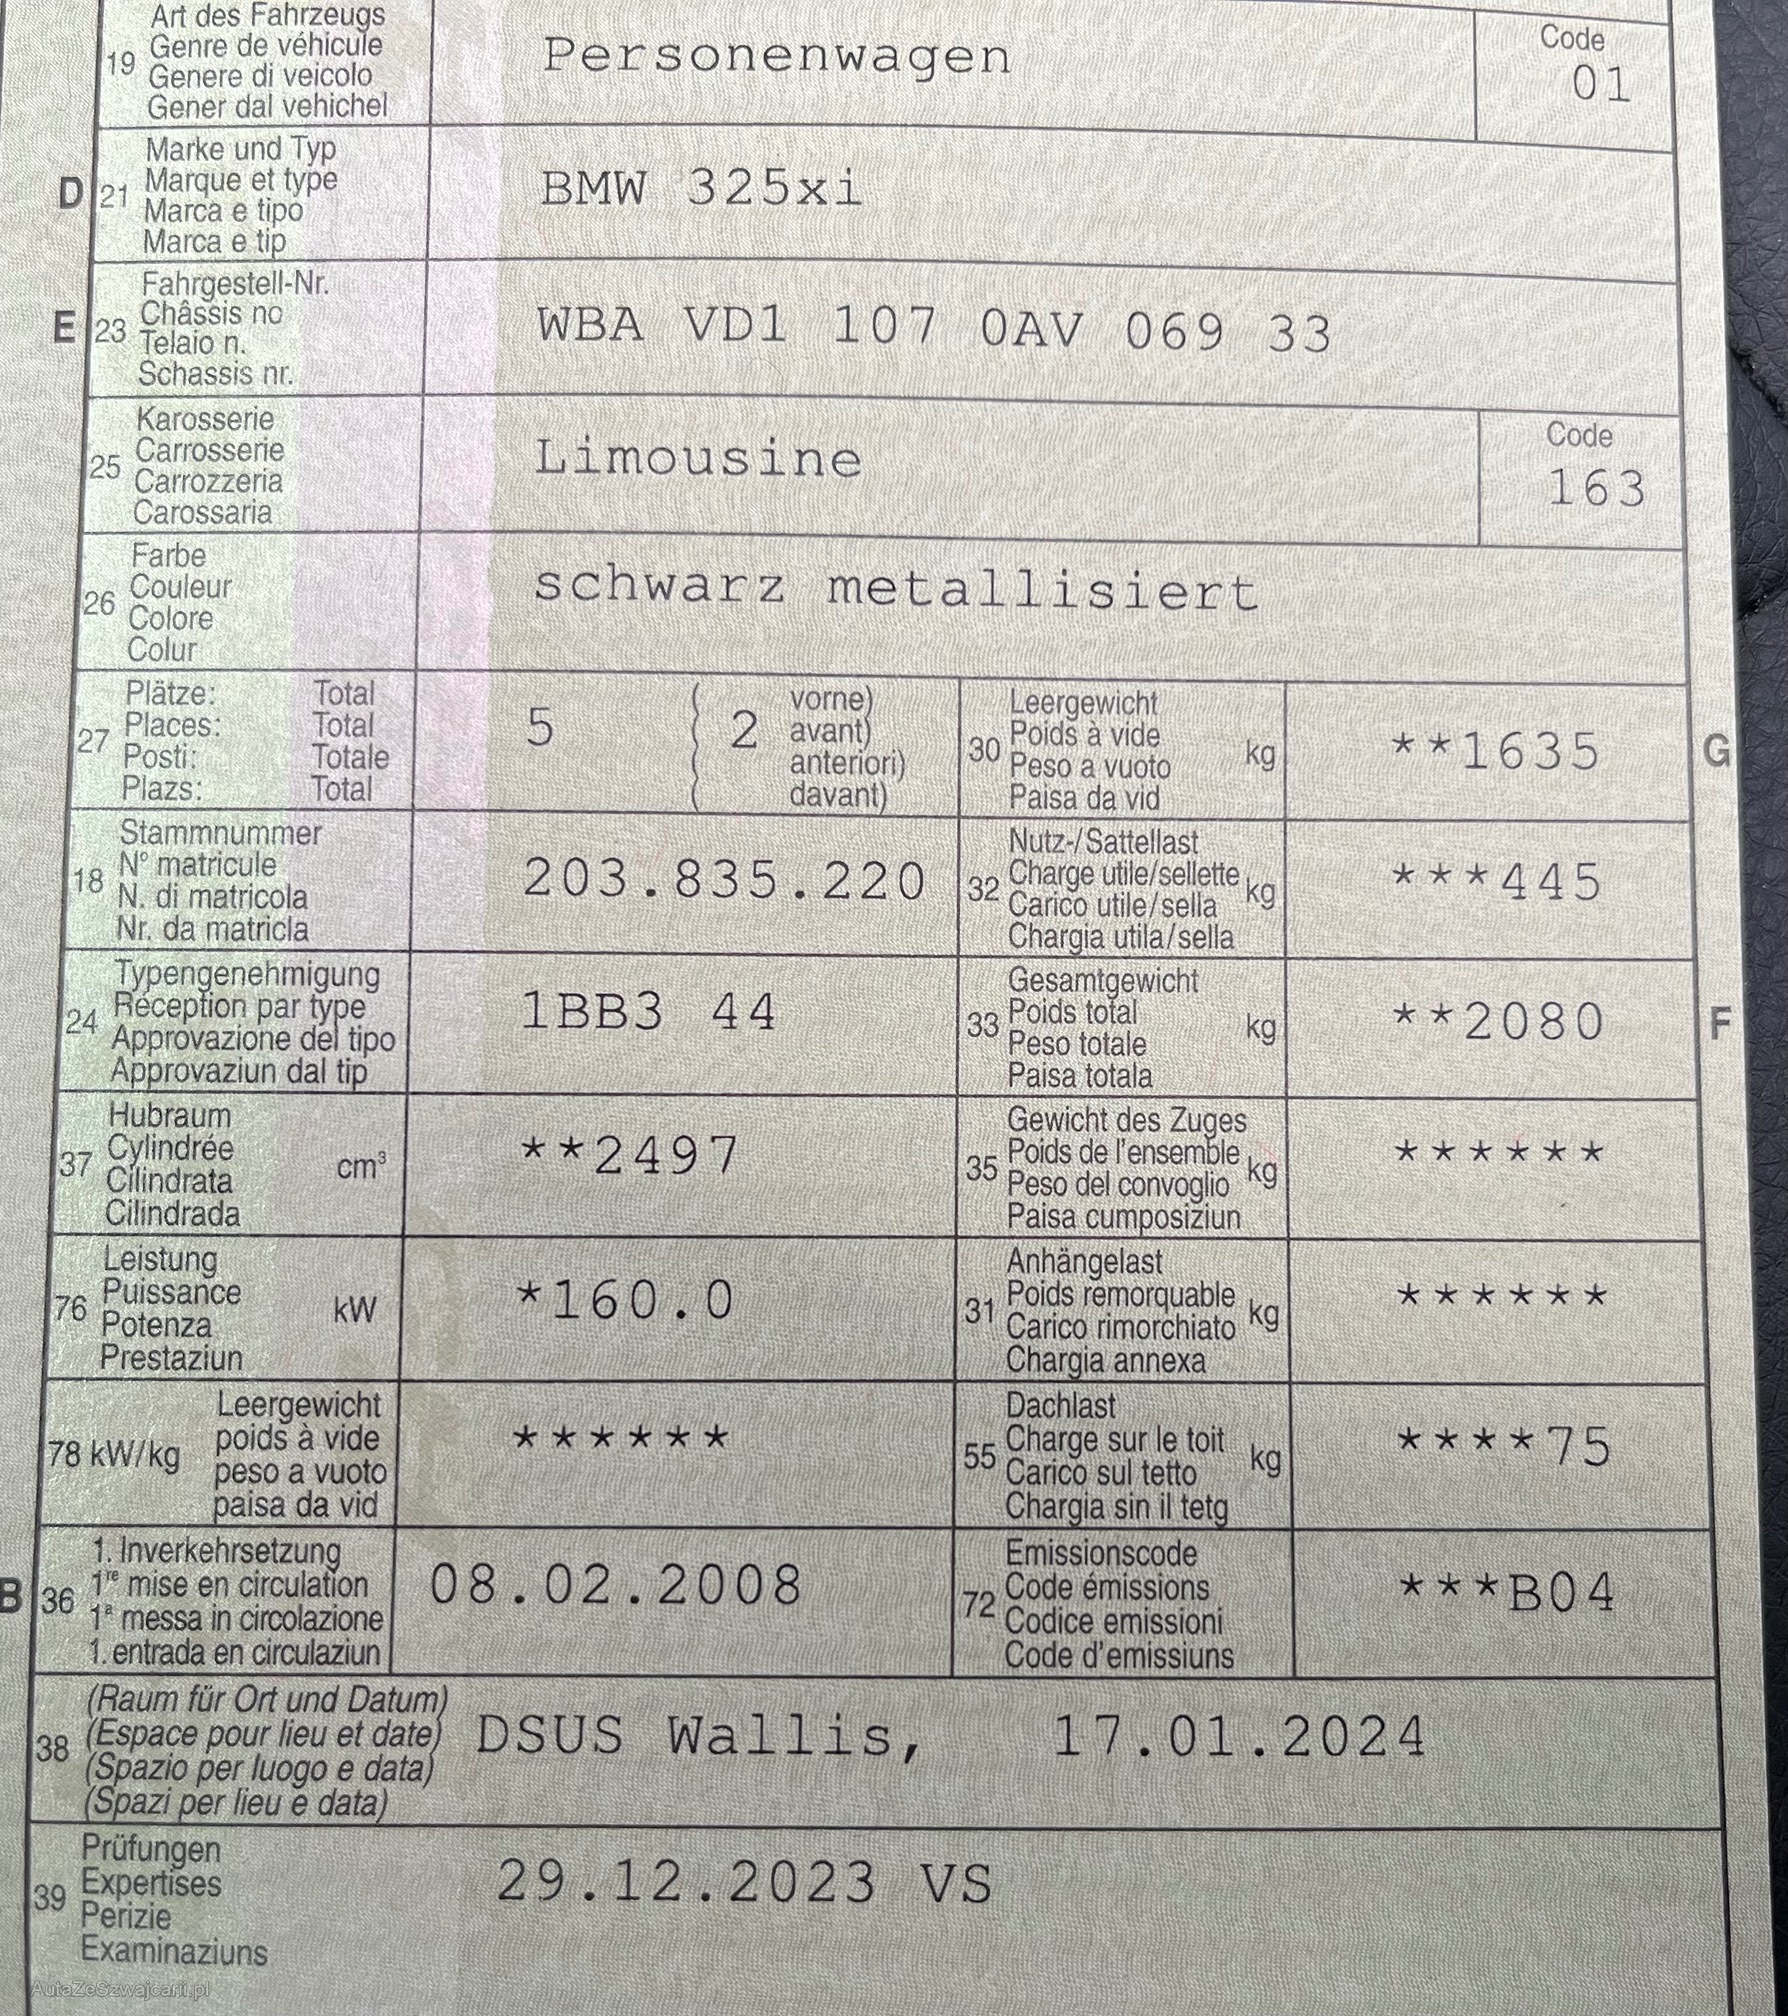 19 Art des Fahrzeugs
Genre de véhicule
Genere di veicolo
Gener dal vehichel
Personenwagen
Code
01
D 21 Marke und Typ
Marque et type
Marca e tipo
Marca e tip
BMW 325xi
E 23 Fahrgestell-Nr.
Châssis no
Telaio n.
Schassis nr.
WBA VD1 107 0AV 069 33
25 Karosserie
Carrosserie
Carrozzeria
Carossaria
Limousine
Code
163
26 Farbe
Couleur
Colore
Colur
schwarz metallisiert
27 Plätze: Total
Places: Total
Posti: Totale
Plazs: Total
5 ( 2 vorne)
( avant)
( anteriori)
( davant)
30 Leergewicht
Poids à vide
Peso a vuoto
Paisa da vid
kg
**1635
G
18 Stammnummer
N° matricule
N. di matricola
Nr. da matricla
203.835.220
32 Nutz-/Sattellast
Charge utile/sellette
Carico utile/sella
Chargia utila/sella
kg
***445
24 Typengenehmigung
Réception par type
Approvazione del tipo
Approvaziun dal tip
1BB3 44
33 Gesamtgewicht
Poids total
Peso totale
Paisa totala
kg
**2080
F
37 Hubraum
Cylindrée
Cilindrata
Cilindrada
cm³
**2497
35 Gewicht des Zuges
Poids de l'ensemble
Peso del convoglio
Paisa cumposiziun
kg
******
76 Leistung
Puissance
Potenza
Prestaziun
kW
*160.0
31 Anhängelast
Poids remorquable
Carico rimorchiato
Chargia annexa
kg
******
78 kW/kg
Leergewicht
poids à vide
peso a vuoto
paisa da vid
******
55 Dachlast
Charge sur le toit
Carico sul tetto
Chargia sin il tetg
kg
****75
B 36 1. Inverkehrsetzung
1re mise en circulation
1a messa in circolazione
1. entrada en circulaziun
08.02.2008
72 Emissionscode
Code émissions
Codice emissioni
Code d'emissiuns
***B04
38 (Raum für Ort und Datum)
(Espace pour lieu et date)
(Spazio per luogo e data)
(Spazi per lieu e data)
DSUS Wallis, 17.01.2024
39 Prüfungen
Expertises
Perizie
Examinaziuns
29.12.2023 VS
AutaZeSzwajcarii.pl